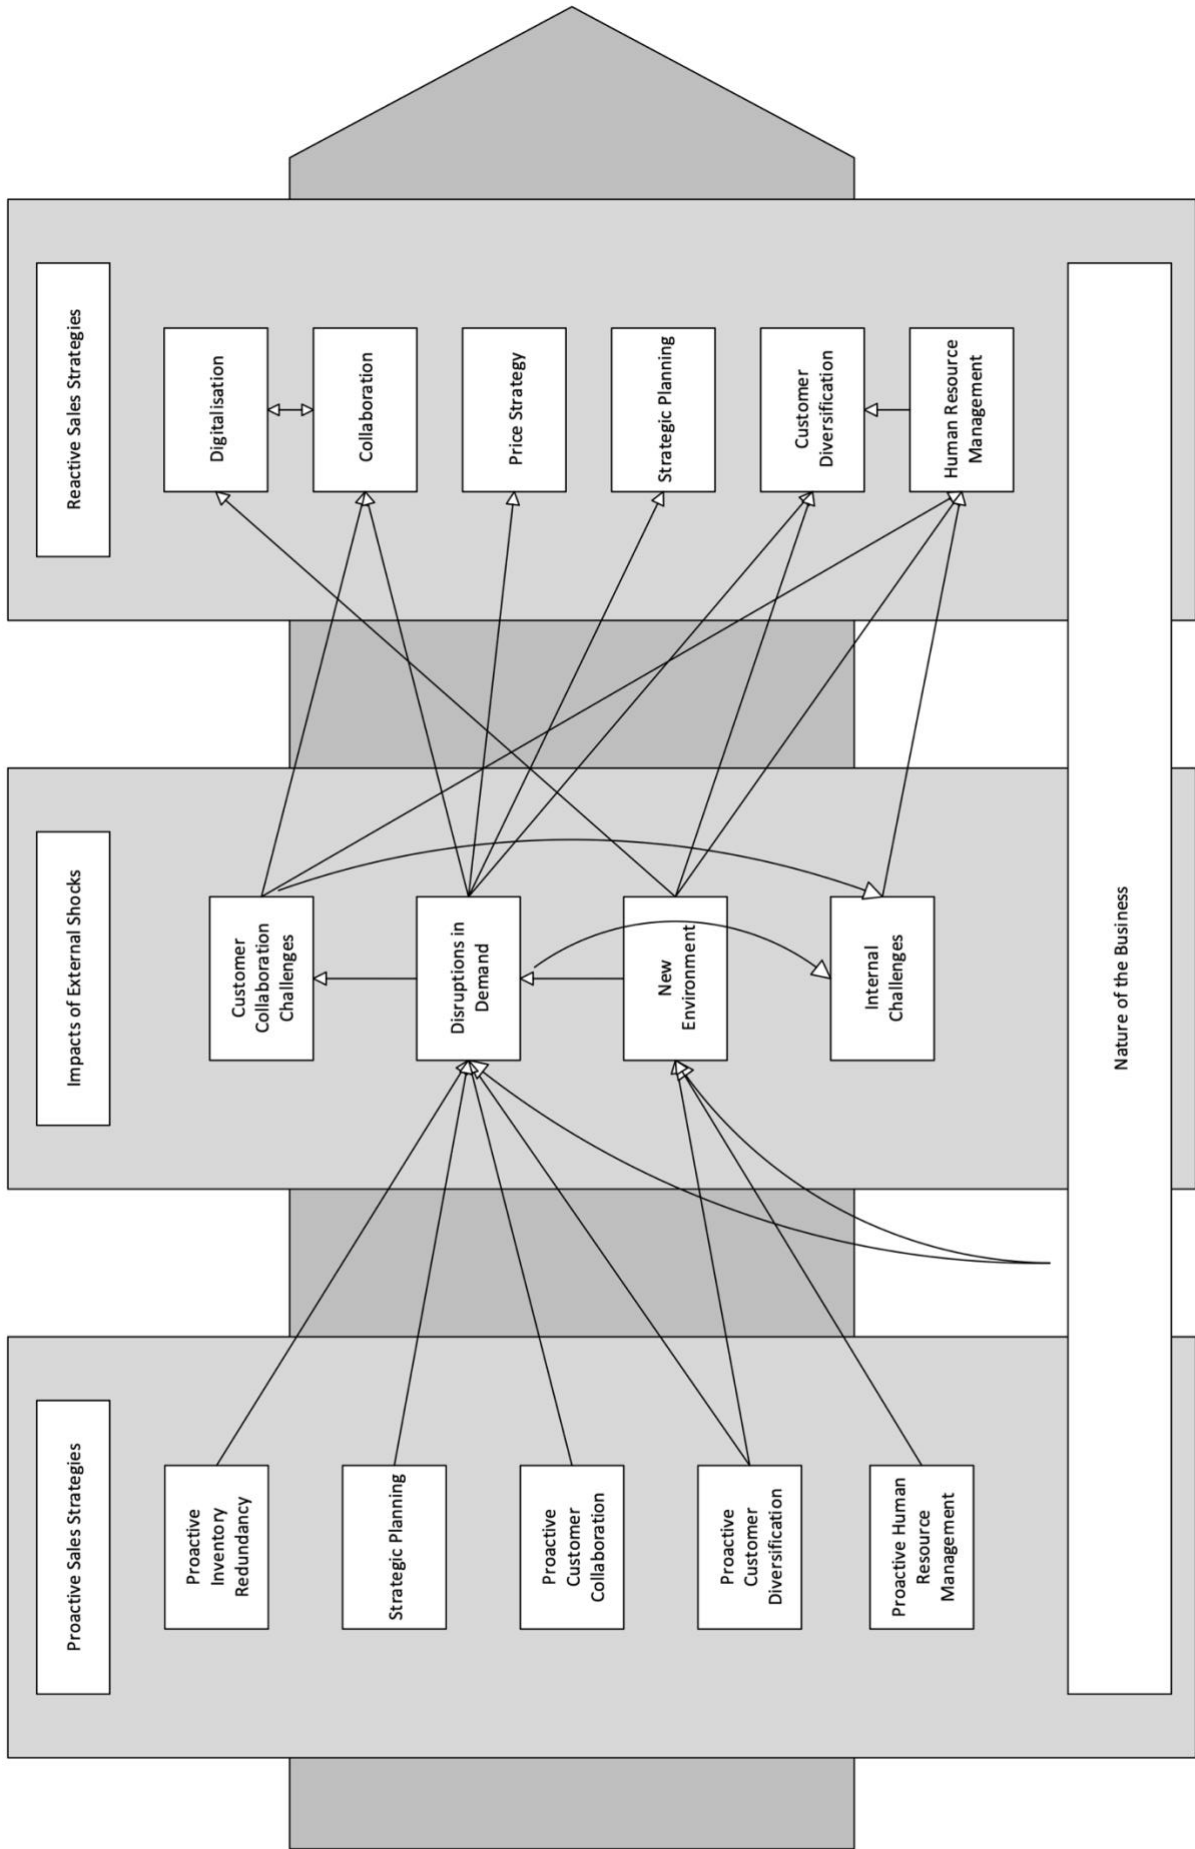 Proactive Sales Strategies
Proactive
Inventory
Redundancy
Strategic Planning
Proactive
Customer
Collaboration
Proactive
Customer
Diversification
Proactive Human
Resource
Management
Impacts of External Shocks
Customer
Collaboration
Challenges
Disruptions in
Demand
New
Environment
Internal
Challenges
Reactive Sales Strategies
Digitalisation
Collaboration
Price Strategy
Strategic Planning
Customer
Diversification
Human Resource
Management
Nature of the Business